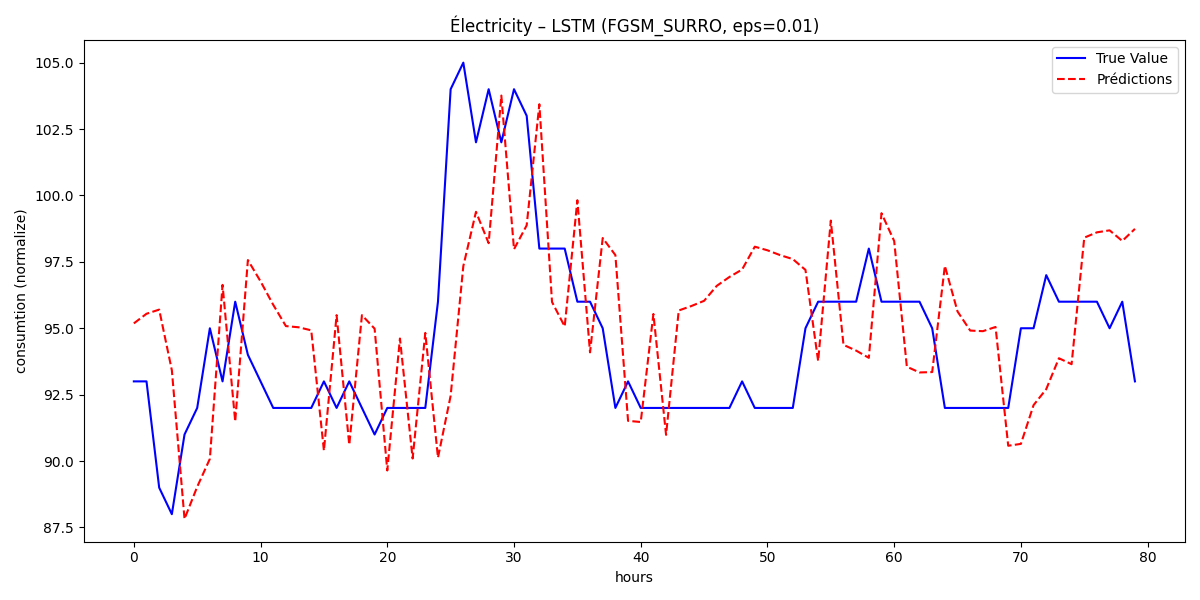 Électricity – LSTM (FGSM_SURRO, eps=0.01)
True Value
Prédictions
consumtion (normalize)
105.0
102.5
100.0
97.5
95.0
92.5
90.0
87.5
0 10 20 30 40 50 60 70 80
hours